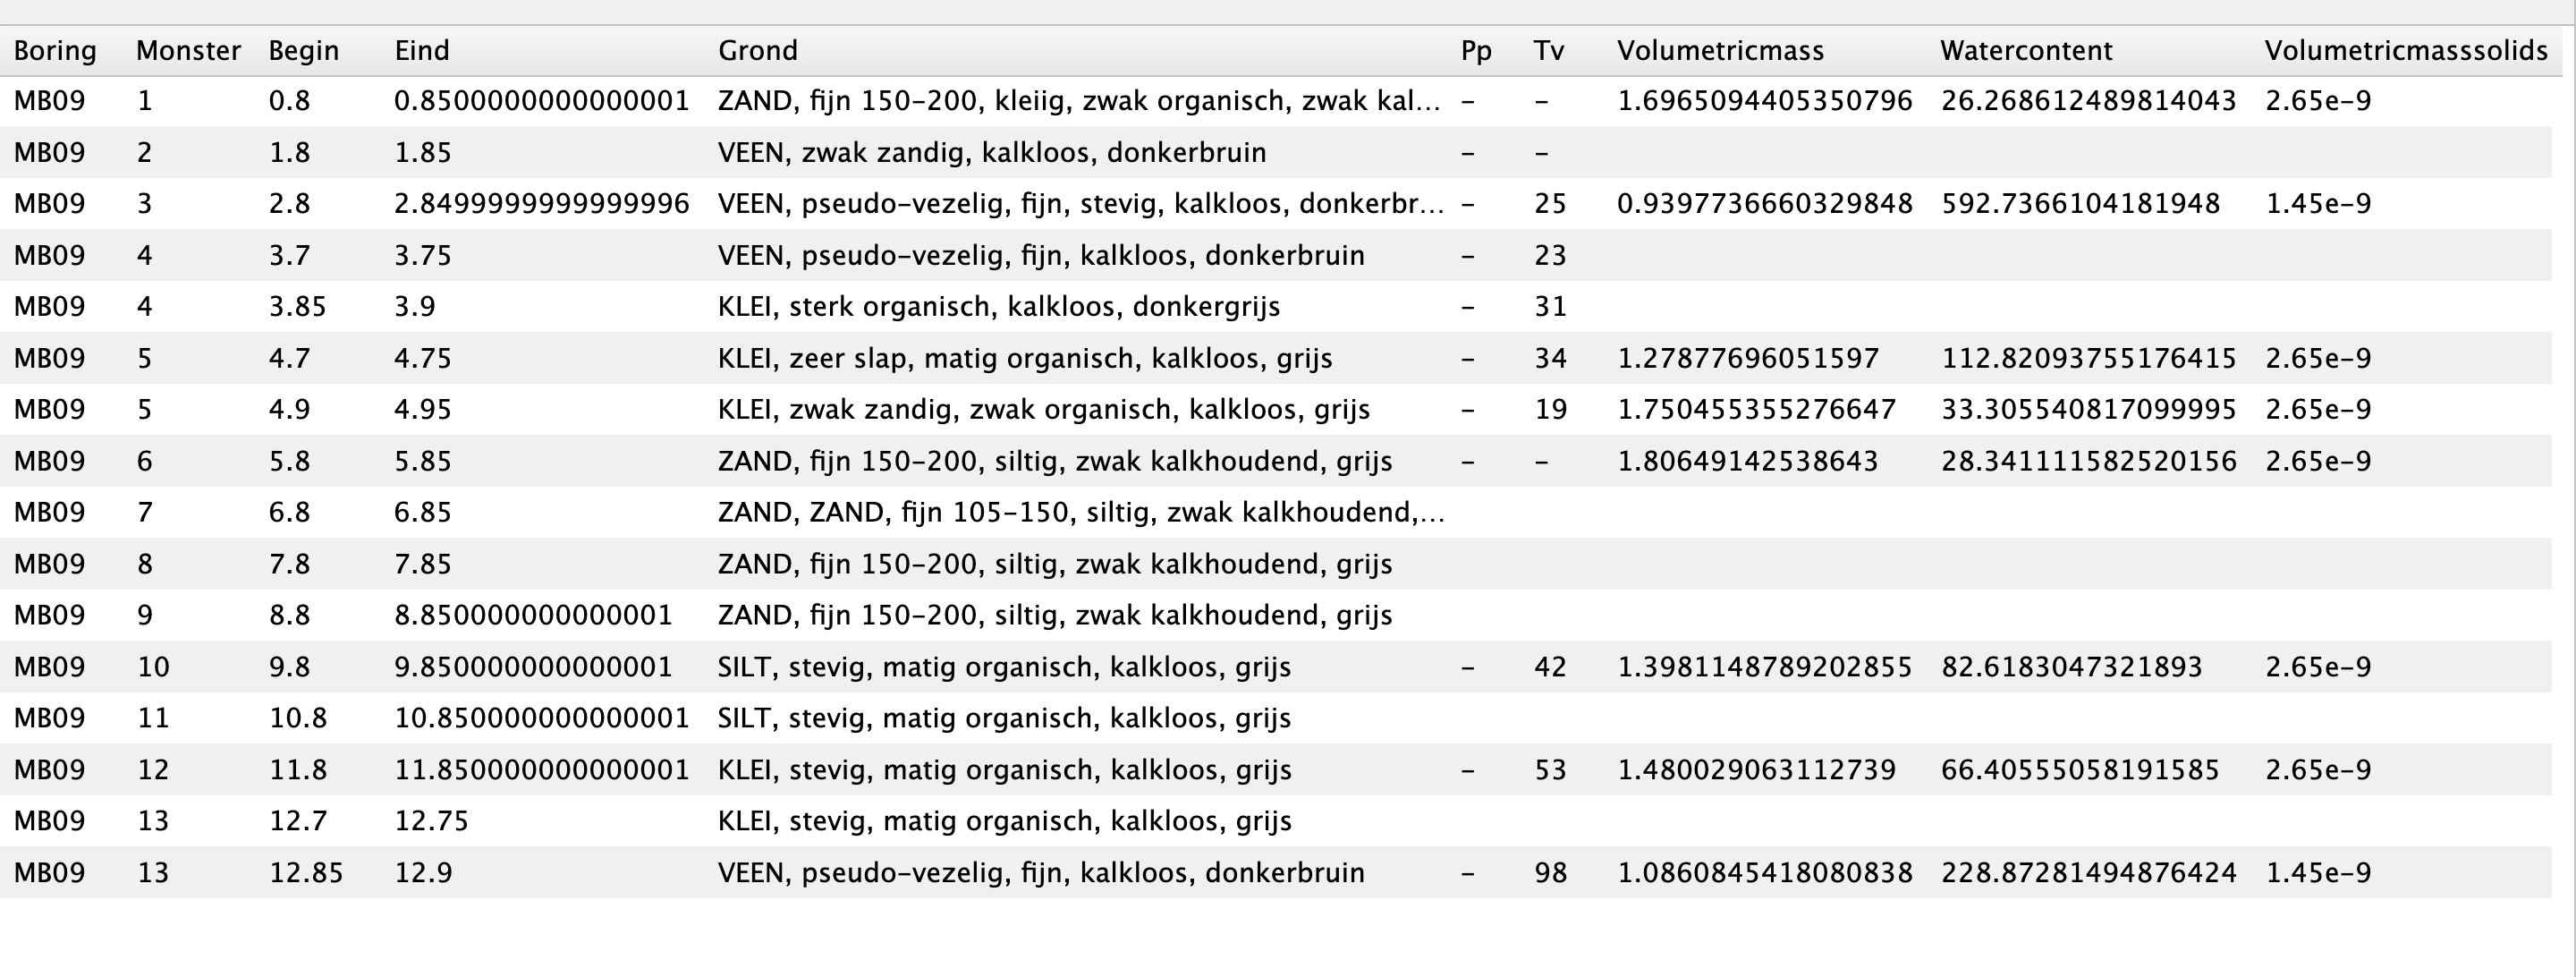 Boring Monster Begin Eind Grond Pp Tv Volumetricmass Watercontent Volumetricmasssolids
MB09 1 0.8 0.8500000000000001 ZAND, fijn 150-200, kleiig, zwak organisch, zwak kal... - - 1.6965094405350796 26.268612489814043 2.65e-9
MB09 2 1.8 1.85 VEEN, zwak zandig, kalkloos, donkerbruin - -
MB09 3 2.8 2.8499999999999996 VEEN, pseudo-vezelig, fijn, stevig, kalkloos, donkerbr... - 25 0.9397736660329848 592.7366104181948 1.45e-9
MB09 4 3.7 3.75 VEEN, pseudo-vezelig, fijn, kalkloos, donkerbruin - 23
MB09 4 3.85 3.9 KLEI, sterk organisch, kalkloos, donkergrijs - 31
MB09 5 4.7 4.75 KLEI, zeer slap, matig organisch, kalkloos, grijs - 34 1.27877696051597 112.82093755176415 2.65e-9
MB09 5 4.9 4.95 KLEI, zwak zandig, zwak organisch, kalkloos, grijs - 19 1.750455355276647 33.305540817099995 2.65e-9
MB09 6 5.8 5.85 ZAND, fijn 150-200, siltig, zwak kalkhoudend, grijs - - 1.80649142538643 28.341111582520156 2.65e-9
MB09 7 6.8 6.85 ZAND, ZAND, fijn 105-150, siltig, zwak kalkhoudend,...
MB09 8 7.8 7.85 ZAND, fijn 150-200, siltig, zwak kalkhoudend, grijs
MB09 9 8.8 8.850000000000001 ZAND, fijn 150-200, siltig, zwak kalkhoudend, grijs
MB09 10 9.8 9.850000000000001 SILT, stevig, matig organisch, kalkloos, grijs - 42 1.3981148789202855 82.6183047321893 2.65e-9
MB09 11 10.8 10.850000000000001 SILT, stevig, matig organisch, kalkloos, grijs
MB09 12 11.8 11.850000000000001 KLEI, stevig, matig organisch, kalkloos, grijs - 53 1.480029063112739 66.40555058191585 2.65e-9
MB09 13 12.7 12.75 KLEI, stevig, matig organisch, kalkloos, grijs
MB09 13 12.85 12.9 VEEN, pseudo-vezelig, fijn, kalkloos, donkerbruin - 98 1.0860845418080838 228.87281494876424 1.45e-9